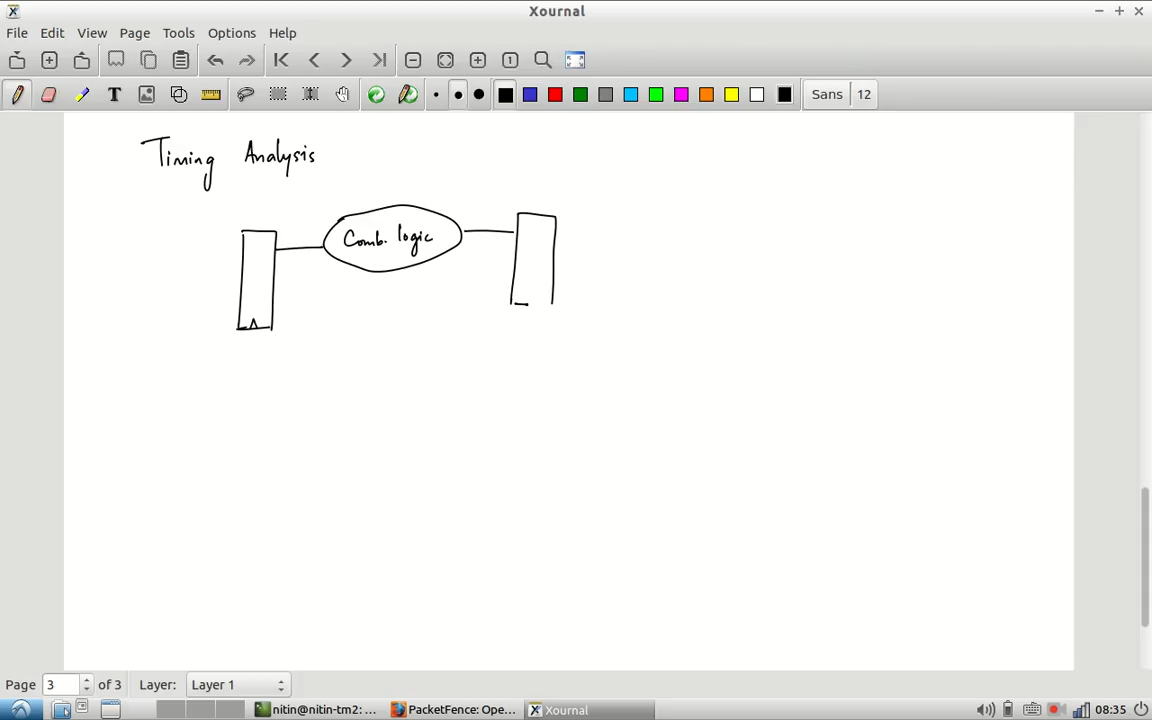 Xournal
File Edit View Page Tools Options Help
Sans 12
Timing Analysis
Comb. logic
Page 3 of 3 Layer: Layer 1
nitin@nitin-tm2: ... PacketFence: Ope... Xournal 08:35